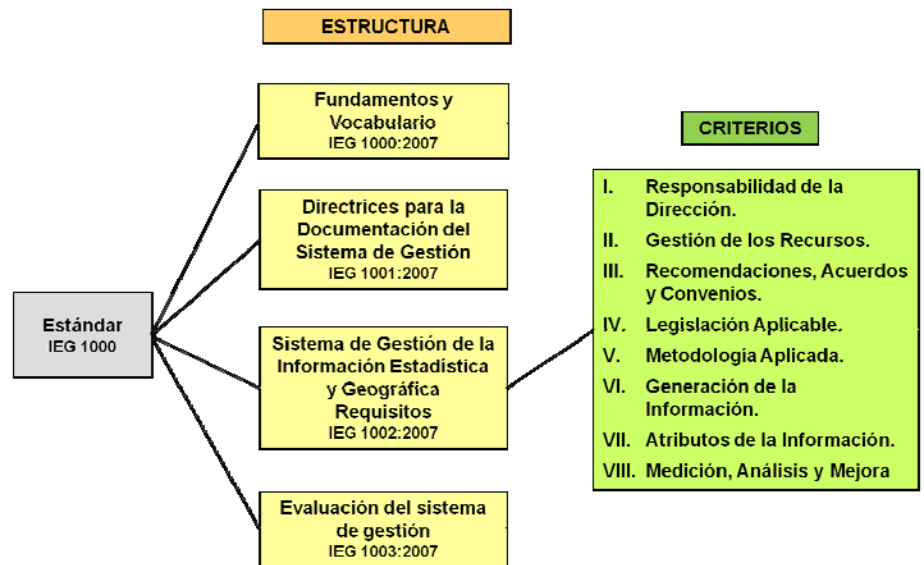 ESTRUCTURA
Fundamentos y
Vocabulario
IEG 1000:2007
Directrices para la
Documentación del
Sistema de Gestión
IEG 1001:2007
Estándar
IEG 1000
Sistema de Gestión de la
Información Estadística
y Geográfica
Requisitos
IEG 1002:2007
Evaluación del sistema
de gestión
IEG 1003:2007
CRITERIOS
I. Responsabilidad de la
Dirección.
II. Gestión de los Recursos.
III. Recomendaciones, Acuerdos
y Convenios.
IV. Legislación Aplicable.
V. Metodología Aplicada.
VI. Generación de la
Información.
VII. Atributos de la Información.
VIII. Medición, Análisis y Mejora